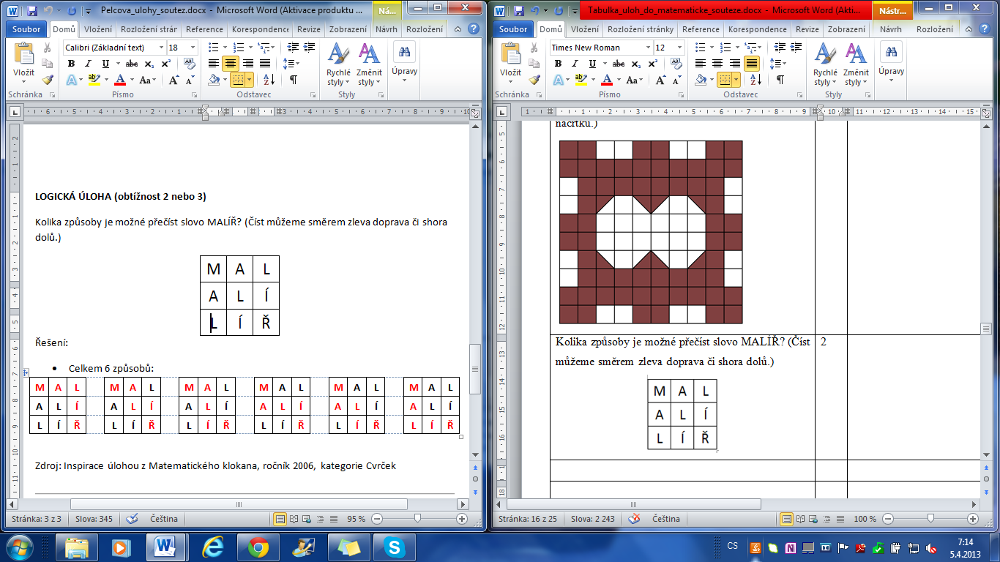 Pelcova_ulohy_soutez.docx - Microsoft Word (Aktivace produktu ...
Ná...
Soubor Domů Vložení Rozložení strár Reference Korespondence Revize Zobrazení Návrh Rozložení
Calibri (Základní text) 18
Vložit
Rychlé styly
Změnit styly
Úpravy
Schránka Písmo Odstavec Styly
LOGICKÁ ÚLOHA (obtížnost 2 nebo 3)
Kolika způsoby je možné přečíst slovo MALÍŘ? (Číst můžeme směrem zleva doprava či shora
dolů.)
M A L
A L Í
L Í Ř
Řešení:
• Celkem 6 způsobů:
M A L M A L M A L M A L M A L M A L
A L Í A L Í A L Í A L Í A L Í A L Í
L Í Ř L Í Ř L Í Ř L Í Ř L Í Ř L Í Ř
Zdroj: Inspirace úlohou z Matematického klokana, ročník 2006, kategorie Cvrček
Stránka: 3 z 3 Slova: 345 Čeština 95 %
Tabulka_uloh_do_matematicke_souteze.docx - Microsoft Word (Akti...
Nástr...
Soubor Domů Vložení Rozložení stránky Reference Korespondence Revize Zobrazení Návrh Rozložení
Times New Roman 12
Vložit
Rychlé styly
Změnit styly
Úpravy
Schránka Písmo Odstavec Styly
náčrtku.)
Kolika způsoby je možné přečíst slovo MALÍŘ? (Číst 2
můžeme směrem zleva doprava či shora dolů.)
M A L
A L Í
L Í Ř
Stránka: 16 z 25 Slova: 2 243 Čeština 100 %
CS
7:14
5.4.2013